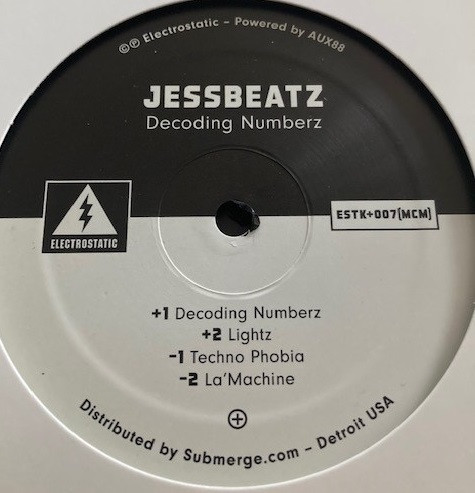 ©℗ Electrostatic - Powered by AUX88
JESSBEATZ
Decoding Numberz
ESTK+007[MCM]
ELECTROSTATIC
+1 Decoding Numberz
+2 Lightz
-1 Techno Phobia
-2 La'Machine
Distributed by Submerge.com - Detroit USA